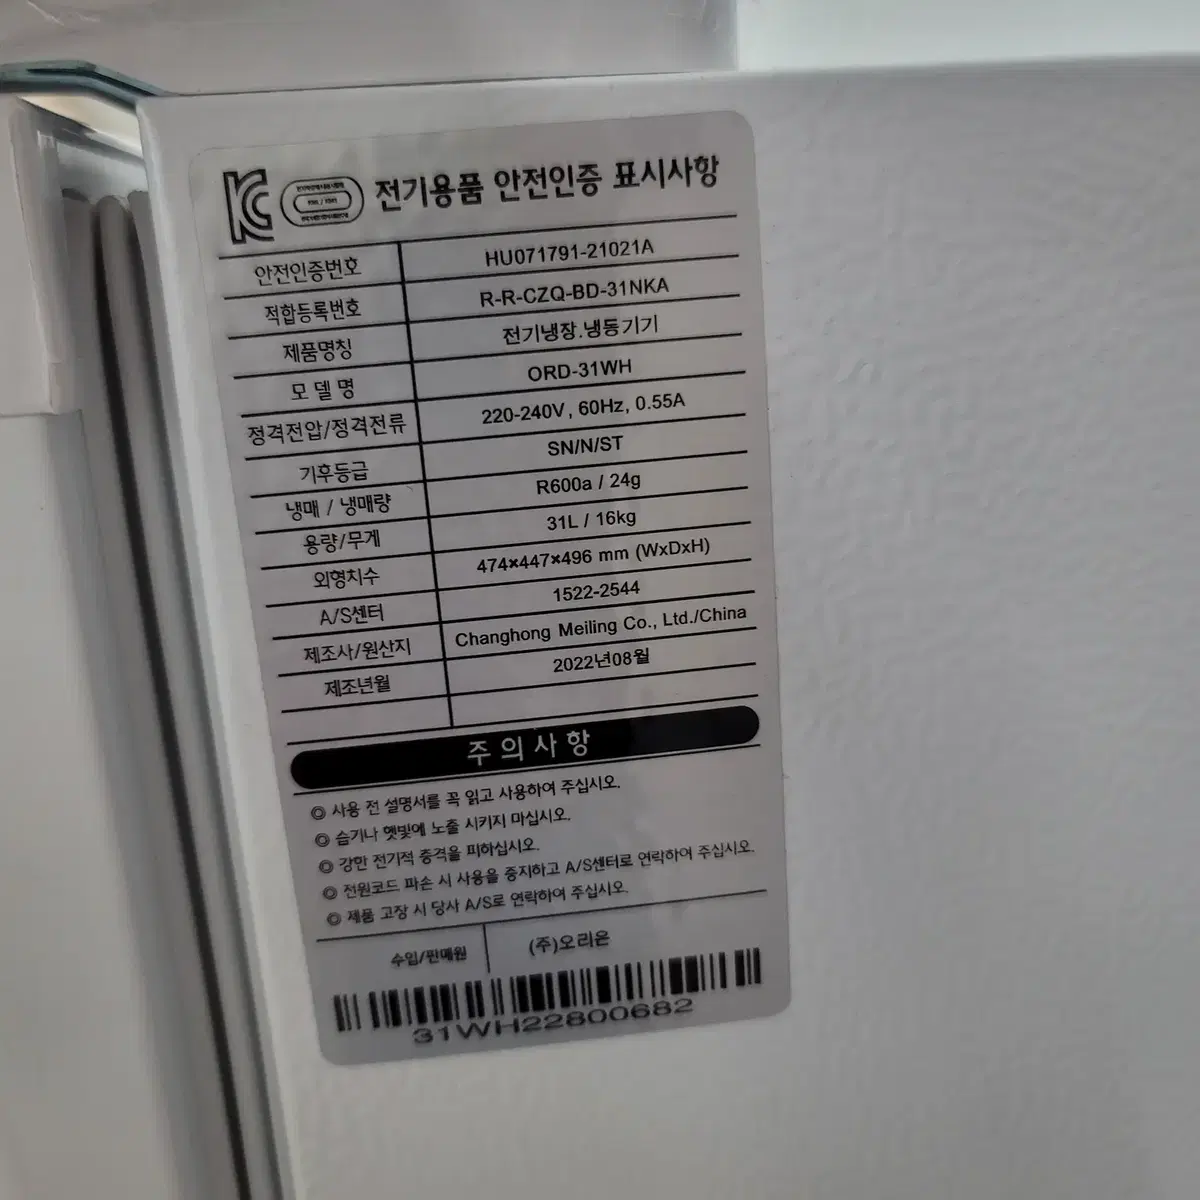 전기용품 안전인증 표시사항
안전인증번호 HU071791-21021A
적합등록번호 R-R-CZQ-BD-31NKA
제품명칭 전기냉장.냉동기기
모 델 명 ORD-31WH
정격전압/정격전류 220-240V, 60Hz, 0.55A
기후등급 SN/N/ST
냉매 / 냉매량 R600a / 24g
용량/무게 31L / 16kg
외형치수 474×447×496 mm (WxDxH)
A/S센터 1522-2544
제조사/원산지 Changhong Meiling Co., Ltd./China
제조년월 2022년08월
주 의 사 항
◎ 사용 전 설명서를 꼭 읽고 사용하여 주십시오.
◎ 습기나 햇빛에 노출 시키지 마십시오.
◎ 강한 전기적 충격을 피하십시오.
◎ 전원코드 파손 시 사용을 중지하고 A/S센터로 연락하여 주십시오.
◎ 제품 고장 시 당사 A/S로 연락하여 주십시오.
수입/판매원 (주)오리온
31WH22800682